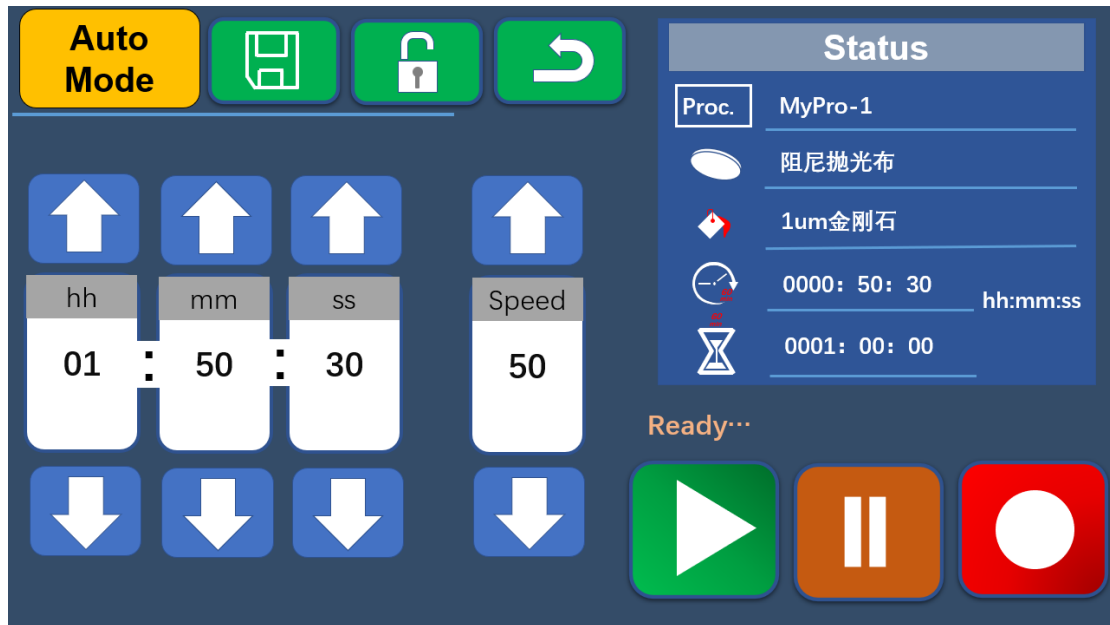 Auto
Mode
Status
Proc.
MyPro-1
阻尼抛光布
1um金刚石
0000：50：30
hh:mm:ss
0001：00：00
hh
mm
ss
Speed
01 : 50 : 30
50
Ready···